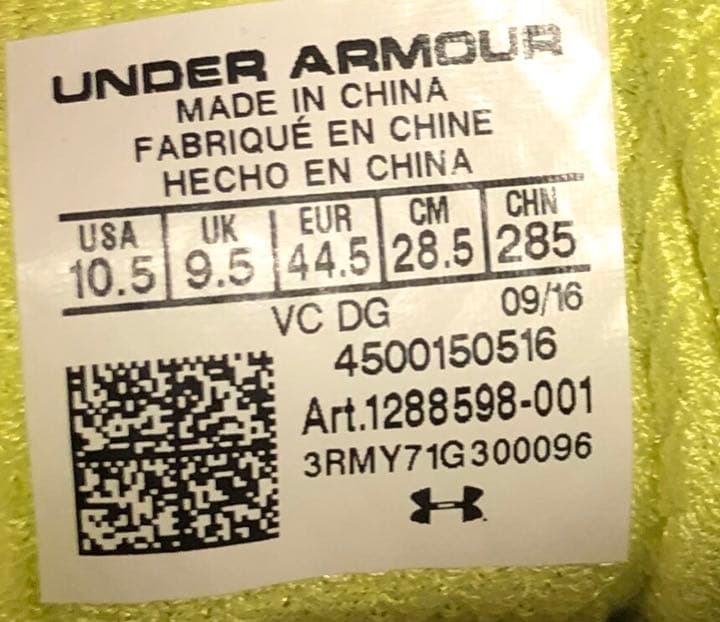 UNDER ARMOUR
MADE IN CHINA
FABRIQUÉ EN CHINE
HECHO EN CHINA
USA UK EUR CM CHN
10.5 9.5 44.5 28.5 285
VC DG 09/16
4500150516
Art.1288598-001
3RMY71G300096